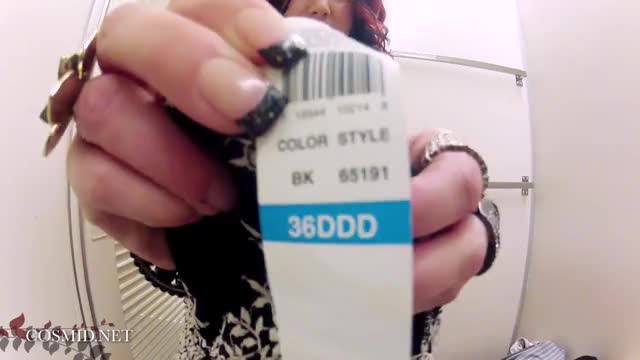 COLOR STYLE
BK 65191
36DDD
COSMID.NET